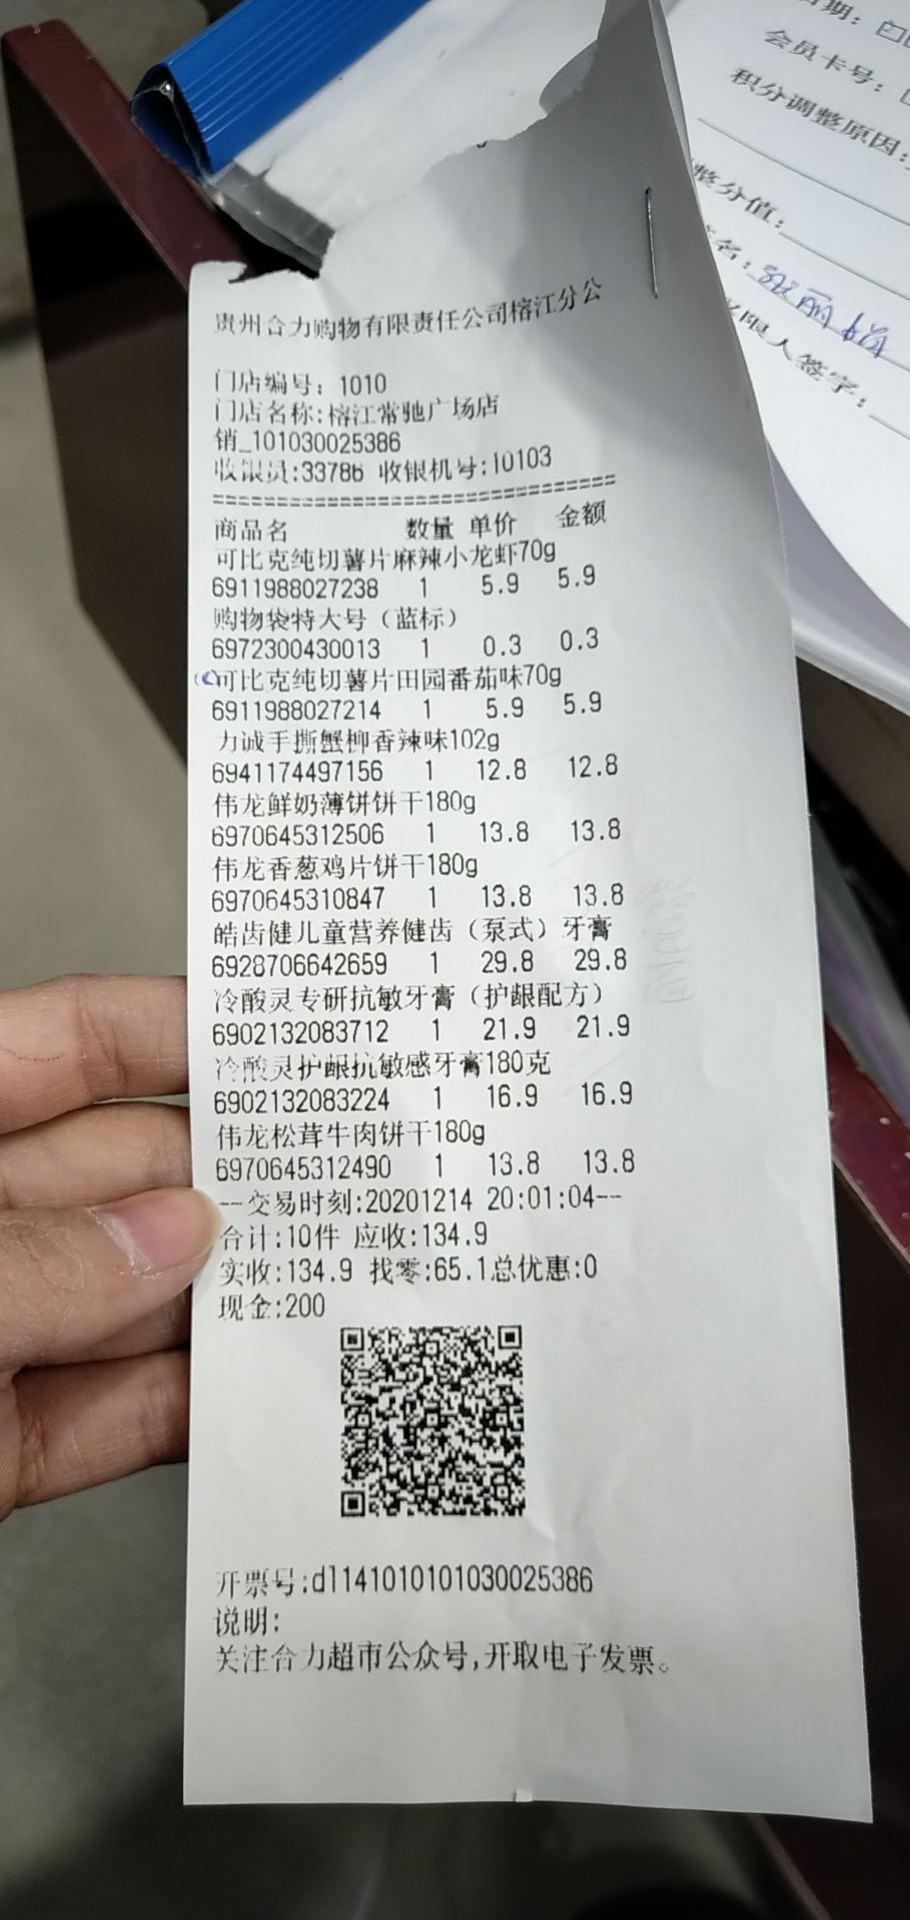 贵州合力购物有限责任公司榕江分公
门店编号: 1010
门店名称:榕江常驰广场店
销_101030025386
收银员:33786 收银机号:10103
==================================
商品名 数量 单价 金额
可比克纯切薯片麻辣小龙虾70g
6911988027238 1 5.9 5.9
购物袋特大号（蓝标）
6972300430013 1 0.3 0.3
可比克纯切薯片田园番茄味70g
6911988027214 1 5.9 5.9
力诚手撕蟹柳香辣味102g
6941174497156 1 12.8 12.8
伟龙鲜奶薄饼饼干180g
6970645312506 1 13.8 13.8
伟龙香葱鸡片饼干180g
6970645310847 1 13.8 13.8
皓齿健儿童营养健齿（泵式）牙膏
6928706642659 1 29.8 29.8
冷酸灵专研抗敏牙膏（护龈配方）
6902132083712 1 21.9 21.9
冷酸灵护龈抗敏感牙膏180克
6902132083224 1 16.9 16.9
伟龙松茸牛肉饼干180g
6970645312490 1 13.8 13.8
--交易时刻:20201214 20:01:04--
合计:10件 应收:134.9
实收:134.9 找零:65.1总优惠:0
现金:200
开票号:d1141010101030025386
说明:
关注合力超市公众号,开取电子发票。
期:
会员卡号:
积分调整原因:
整分值:
名:
限人签字: